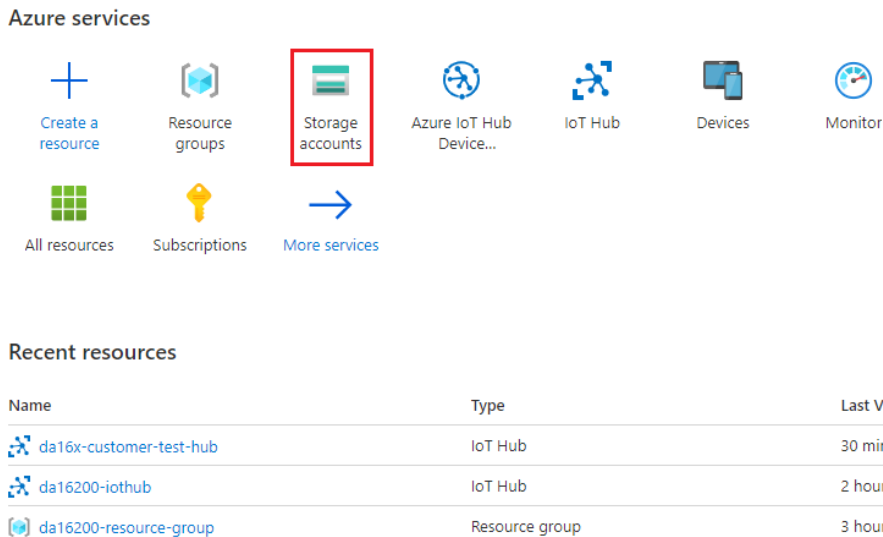 Azure services
Create a resource
Resource groups
Storage accounts
Azure IoT Hub Device...
IoT Hub
Devices
Monitor
All resources
Subscriptions
More services
Recent resources
Name Type Last V
da16x-customer-test-hub IoT Hub 30 min
da16200-iothub IoT Hub 2 hour
da16200-resource-group Resource group 3 hour